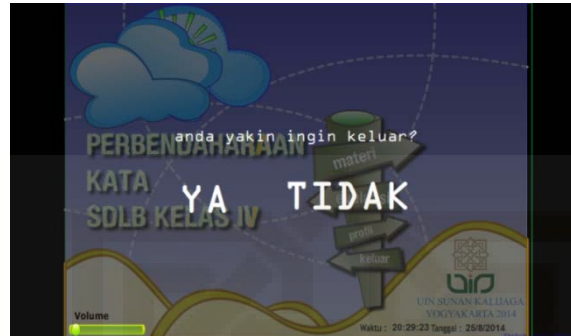 anda yakin ingin keluar?
YA TIDAK
PERBENDAHARAAN
KATA
SDLB KELAS IV
materi
profil
keluar
UIN SUNAN KALIJAGA
YOGYAKARTA 2014
Volume
Waktu : 20:29:23 Tanggal : 25/8/2014